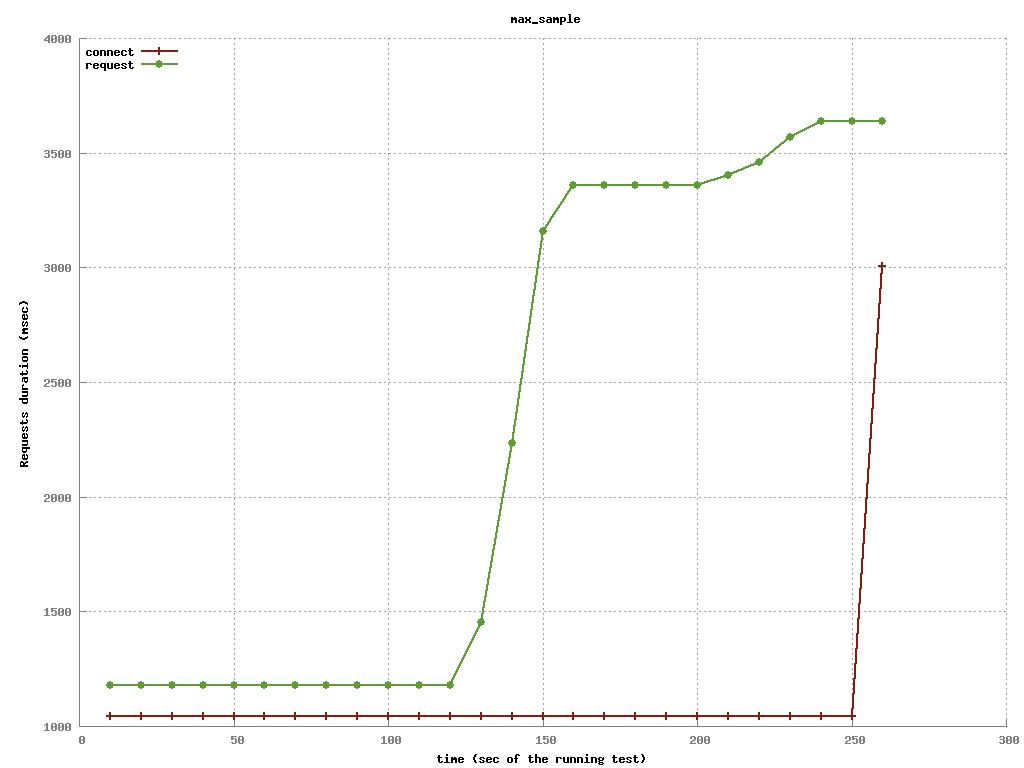 max_sample
connect
request
4000
3500
3000
2500
2000
1500
1000
Requests duration (msec)
0 50 100 150 200 250 300
time (sec of the running test)